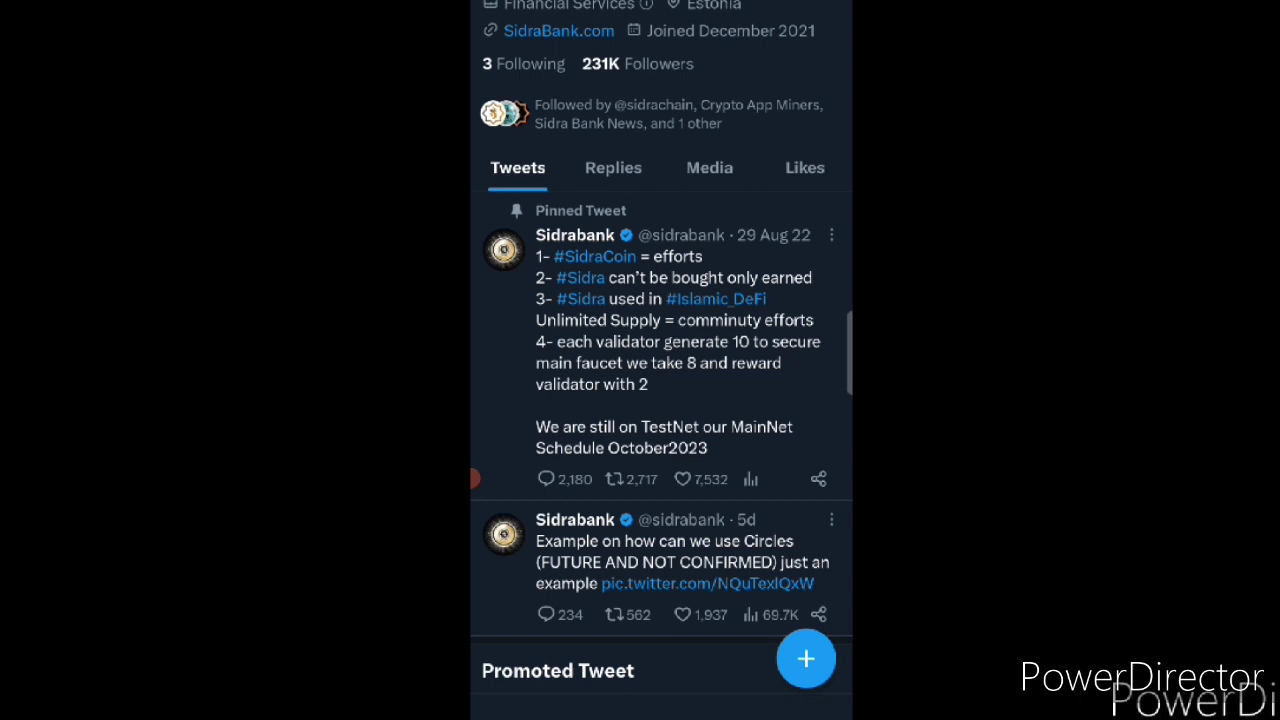 Financial Services Estonia
SidraBank.com Joined December 2021
3 Following 231K Followers
Followed by @sidrachain, Crypto App Miners,
Sidra Bank News, and 1 other
Tweets Replies Media Likes
Pinned Tweet
Sidrabank @sidrabank · 29 Aug 22
1- #SidraCoin = efforts
2- #Sidra can't be bought only earned
3- #Sidra used in #Islamic_DeFi
Unlimited Supply = comminuty efforts
4- each validator generate 10 to secure
main faucet we take 8 and reward
validator with 2
We are still on TestNet our MainNet
Schedule October2023
2,180 2,717 7,532
Sidrabank @sidrabank · 5d
Example on how can we use Circles
(FUTURE AND NOT CONFIRMED) just an
example pic.twitter.com/NQuTexlQxW
234 562 1,937 69.7K
Promoted Tweet
PowerDirector
PowerDi